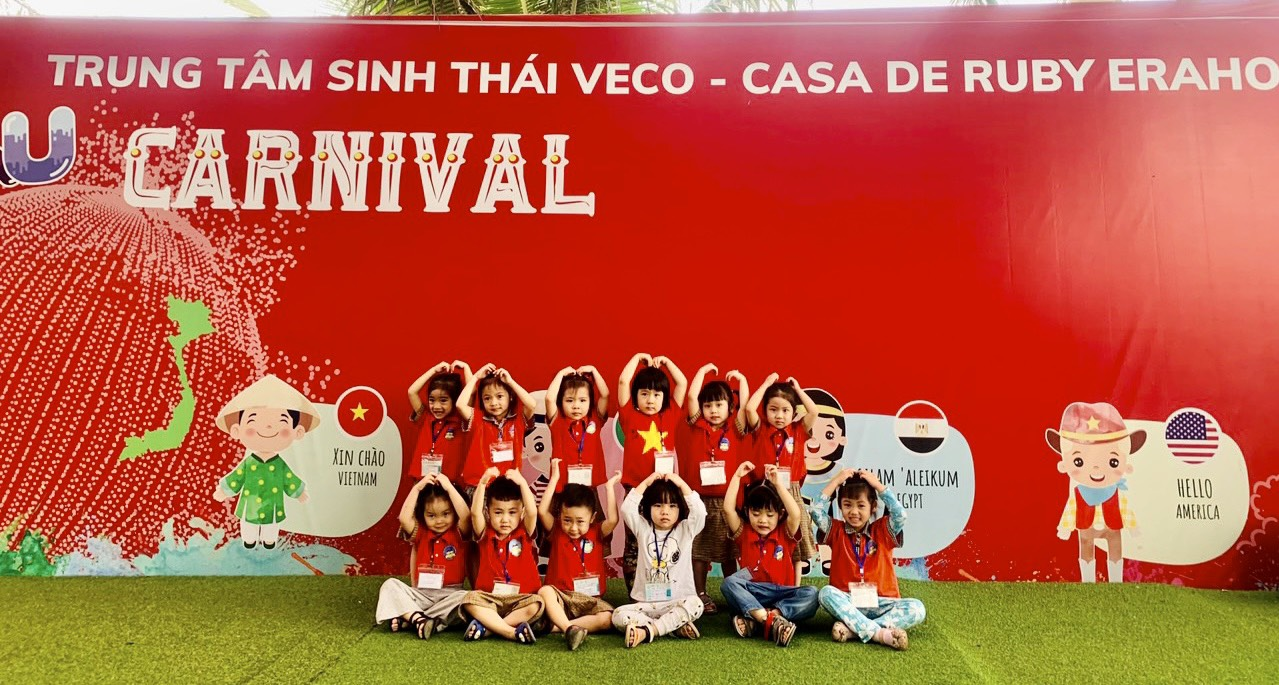 TRUNG TÂM SINH THÁI VECO - CASA DE RUBY ERAHO
U CARNIVAL
XIN CHÀO
VIETNAM
'ALEIKUM
EGYPT
HELLO
AMERICA